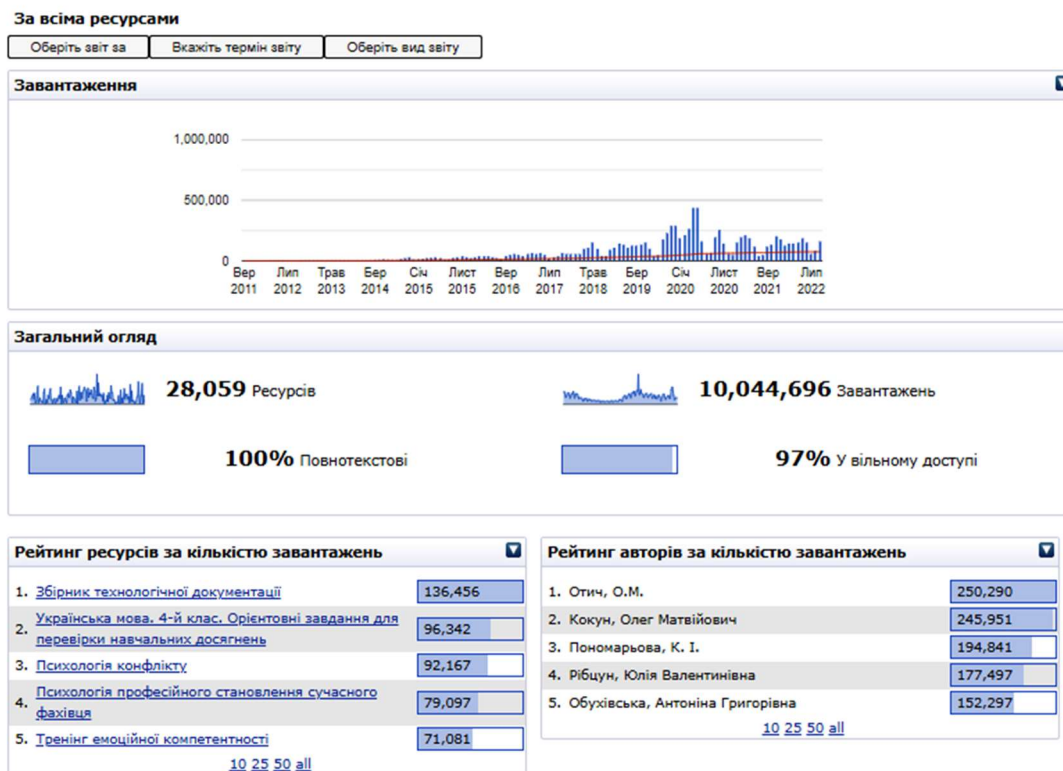 За всіма ресурсами
Оберіть звіт за Вкажіть термін звіту Оберіть вид звіту
Завантаження
1,000,000
500,000
0
Вер Лип Трав Бер Січ Лист Вер Лип Трав Бер Січ Лист Вер Лип
2011 2012 2013 2014 2015 2015 2016 2017 2018 2019 2020 2020 2021 2022
Загальний огляд
28,059 Ресурсів 10,044,696 Завантажень
100% Повнотекстові 97% У вільному доступі
Рейтинг ресурсів за кількістю завантажень
1. Збірник технологічної документації 136,456
2. Українська мова. 4-й клас. Орієнтовні завдання для
перевірки навчальних досягнень 96,342
3. Психологія конфлікту 92,167
4. Психологія професійного становлення сучасного
фахівця 79,097
5. Тренінг емоційної компетентності 71,081
10 25 50 all
Рейтинг авторів за кількістю завантажень
1. Отич, О.М. 250,290
2. Кокун, Олег Матвійович 245,951
3. Пономарьова, К. І. 194,841
4. Рібцун, Юлія Валентинівна 177,497
5. Обухівська, Антоніна Григорівна 152,297
10 25 50 all